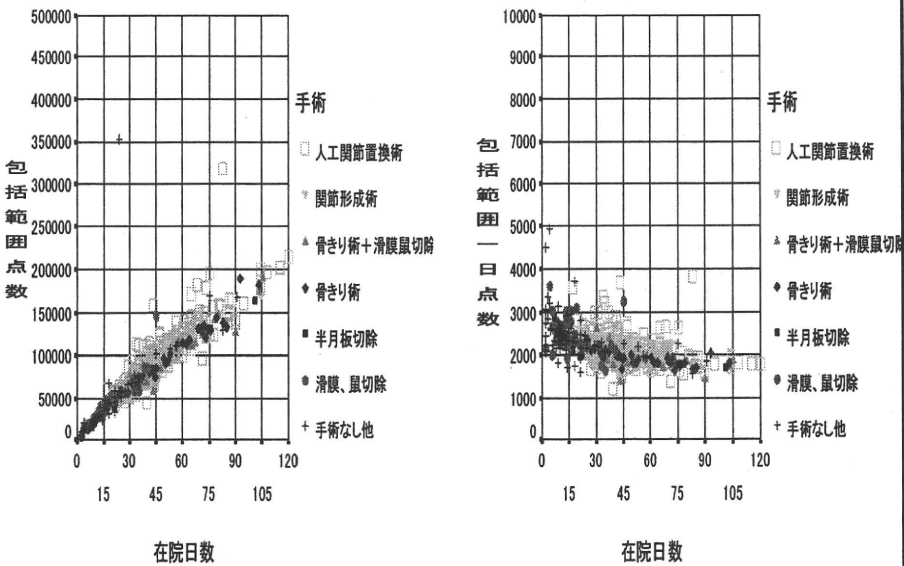 500000
450000
400000
350000
300000
250000
200000
150000
100000
50000
0
包括範囲点数
0
30
60
90
120
15
45
75
105
在院日数
手術
人工関節置換術
関節形成術
骨きり術＋滑膜鼠切除
骨きり術
半月板切除
滑膜、鼠切除
手術なし他
10000
9000
8000
7000
6000
5000
4000
3000
2000
1000
0
包括範囲一日点数
0
30
60
90
120
15
45
75
105
在院日数
手術
人工関節置換術
関節形成術
骨きり術＋滑膜鼠切除
骨きり術
半月板切除
滑膜、鼠切除
手術なし他